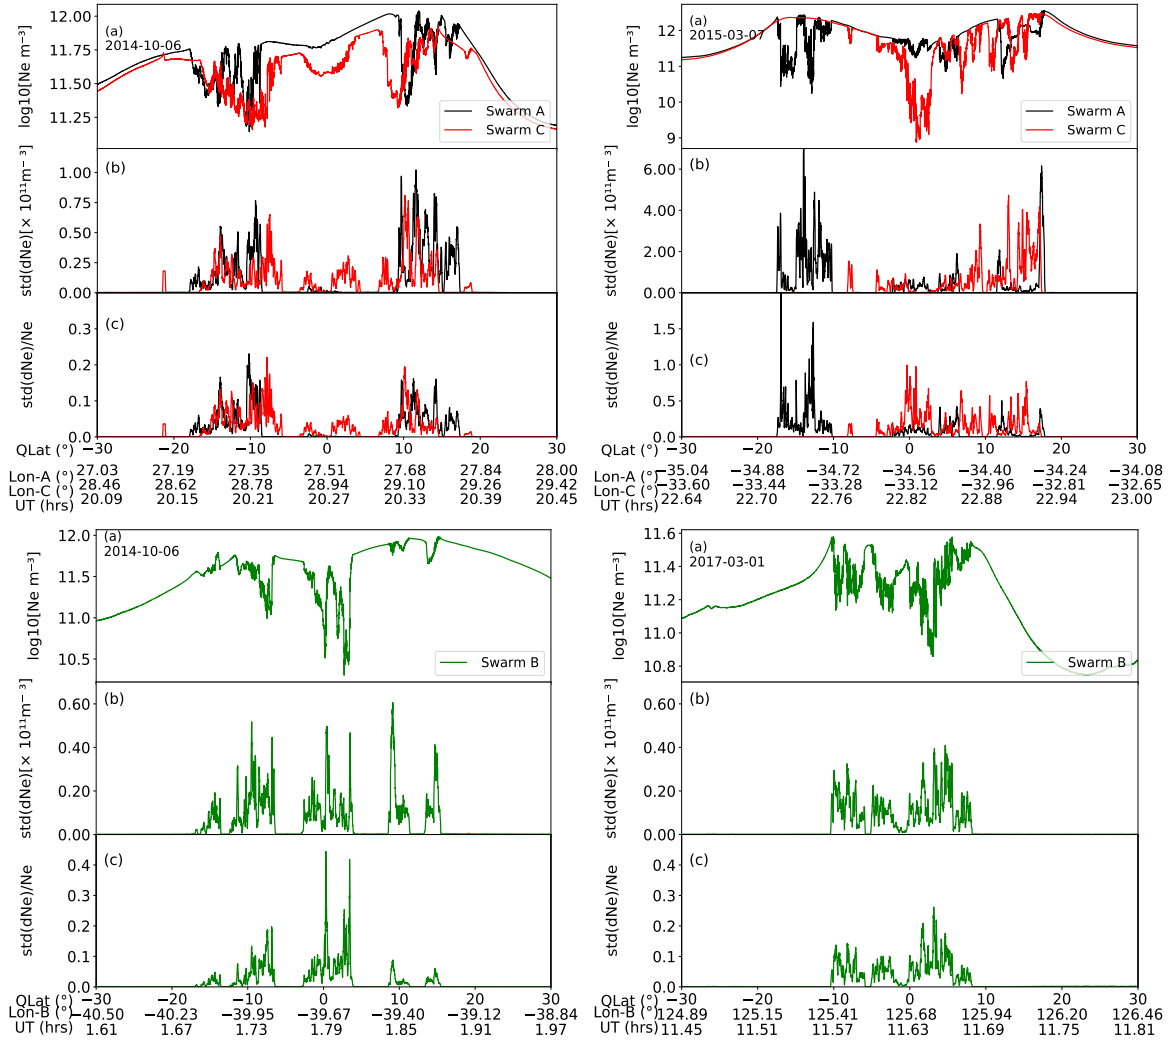 12.00
11.75
11.50
11.25
log10[Ne m⁻³]
(a)
2014-10-06
Swarm A
Swarm C
1.00
0.75
0.50
0.25
0.00
std(dNe)[× 10¹¹m⁻³]
(b)
0.3
0.2
0.1
0.0
std(dNe)/Ne
(c)
−30 −20 −10 0 10 20 30
QLat (°)
Lon-A (°) 27.03 27.19 27.35 27.51 27.68 27.84 28.00
Lon-C (°) 28.46 28.62 28.78 28.94 29.10 29.26 29.42
UT (hrs) 20.09 20.15 20.21 20.27 20.33 20.39 20.45
12
11
10
9
log10[Ne m⁻³]
(a)
2015-03-07
Swarm A
Swarm C
6.00
4.00
2.00
0.00
std(dNe)[× 10¹¹m⁻³]
(b)
1.5
1.0
0.5
0.0
std(dNe)/Ne
(c)
−30 −20 −10 0 10 20 30
QLat (°)
Lon-A (°) −35.04 −34.88 −34.72 −34.56 −34.40 −34.24 −34.08
Lon-C (°) −33.60 −33.44 −33.28 −33.12 −32.96 −32.81 −32.65
UT (hrs) 22.64 22.70 22.76 22.82 22.88 22.94 23.00
12.0
11.5
11.0
10.5
log10[Ne m⁻³]
(a)
2014-10-06
Swarm B
0.60
0.40
0.20
0.00
std(dNe)[× 10¹¹m⁻³]
(b)
0.4
0.3
0.2
0.1
0.0
std(dNe)/Ne
(c)
−30 −20 −10 0 10 20 30
QLat (°)
Lon-B (°) −40.50 −40.23 −39.95 −39.67 −39.40 −39.12 −38.84
UT (hrs) 1.61 1.67 1.73 1.79 1.85 1.91 1.97
11.6
11.4
11.2
11.0
10.8
log10[Ne m⁻³]
(a)
2017-03-01
Swarm B
0.60
0.40
0.20
0.00
std(dNe)[× 10¹¹m⁻³]
(b)
0.4
0.3
0.2
0.1
0.0
std(dNe)/Ne
(c)
−30 −20 −10 0 10 20 30
QLat (°)
Lon-B (°) 124.89 125.15 125.41 125.68 125.94 126.20 126.46
UT (hrs) 11.45 11.51 11.57 11.63 11.69 11.75 11.81